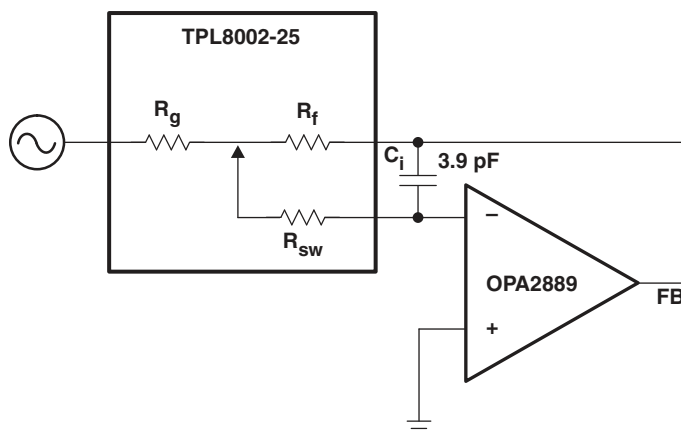 TPL8002-25
Rg
Rf
Ci
3.9 pF
Rsw
−
OPA2889
FB
+